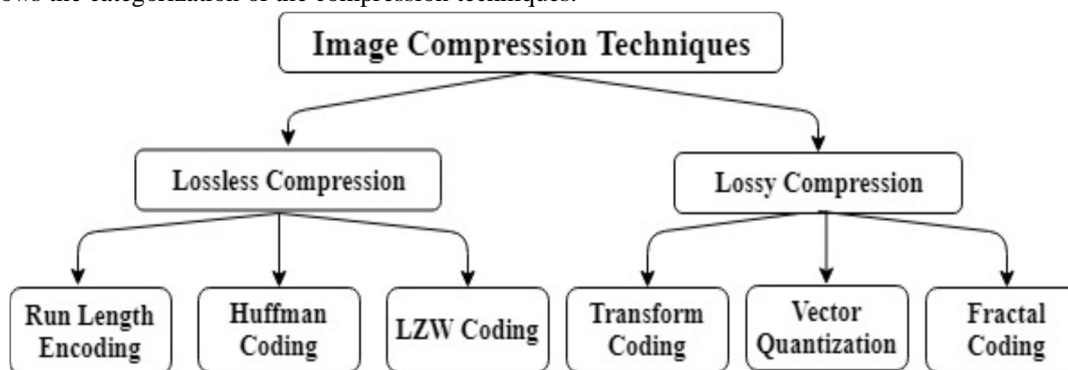 ows the categorization of the compression techniques.
Image Compression Techniques
Lossless Compression
Lossy Compression
Run Length
Encoding
Huffman
Coding
LZW Coding
Transform
Coding
Vector
Quantization
Fractal
Coding